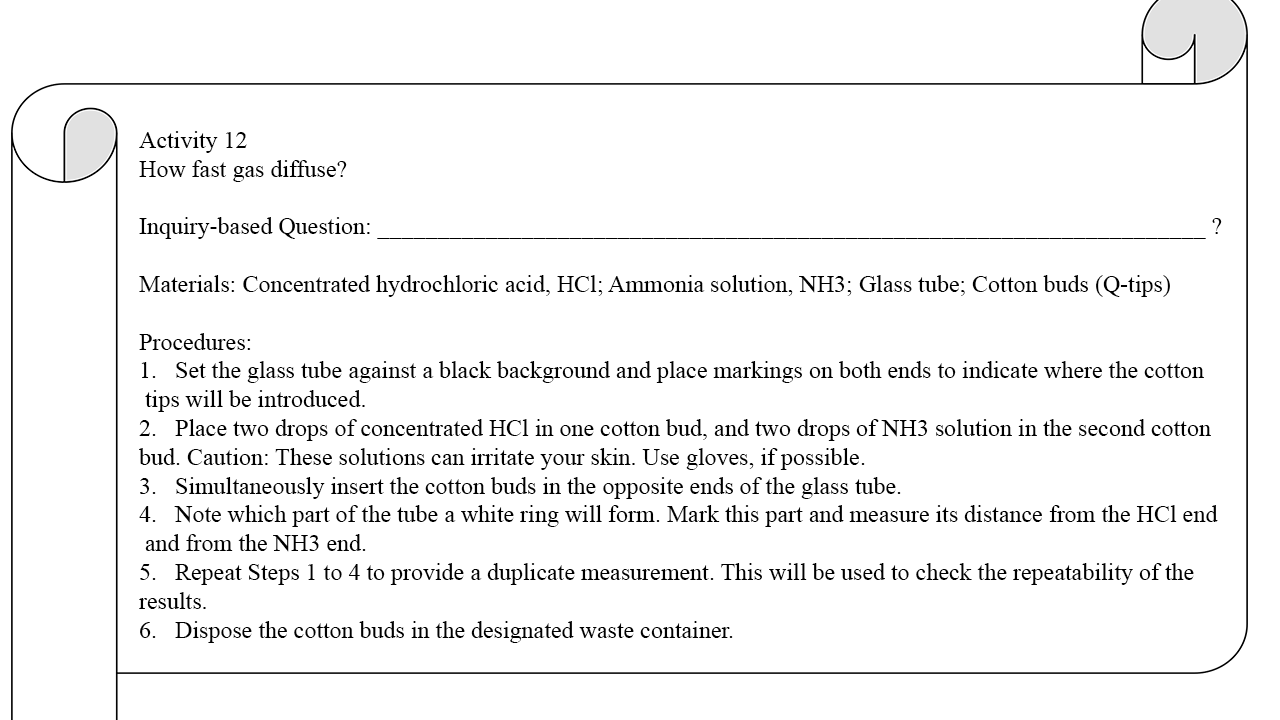 Activity 12
How fast gas diffuse?
Inquiry-based Question: _____________________________________________________________________ ?
Materials: Concentrated hydrochloric acid, HCl; Ammonia solution, NH3; Glass tube; Cotton buds (Q-tips)
Procedures:
1. Set the glass tube against a black background and place markings on both ends to indicate where the cotton
tips will be introduced.
2. Place two drops of concentrated HCl in one cotton bud, and two drops of NH3 solution in the second cotton
bud. Caution: These solutions can irritate your skin. Use gloves, if possible.
3. Simultaneously insert the cotton buds in the opposite ends of the glass tube.
4. Note which part of the tube a white ring will form. Mark this part and measure its distance from the HCl end
and from the NH3 end.
5. Repeat Steps 1 to 4 to provide a duplicate measurement. This will be used to check the repeatability of the
results.
6. Dispose the cotton buds in the designated waste container.